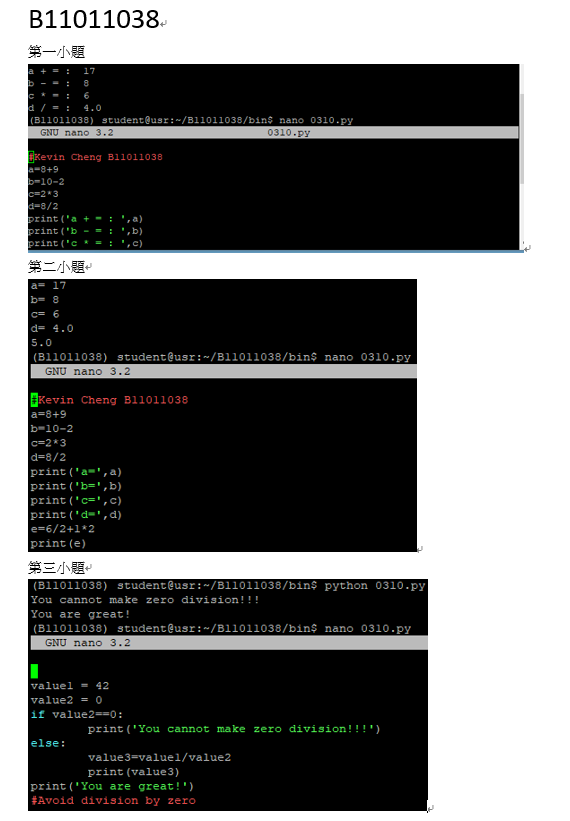 B11011038
第一小題
a + = :  17
b - = :  8
c * = :  6
d / = :  4.0
(B11011038) student@usr:~/B11011038/bin$ nano 0310.py
GNU nano 3.2                     0310.py
#Kevin Cheng B11011038
a=8+9
b=10-2
c=2*3
d=8/2
print('a + = : ',a)
print('b - = : ',b)
print('c * = : ',c)
第二小題
a= 17
b= 8
c= 6
d= 4.0
5.0
(B11011038) student@usr:~/B11011038/bin$ nano 0310.py
GNU nano 3.2
#Kevin Cheng B11011038
a=8+9
b=10-2
c=2*3
d=8/2
print('a=',a)
print('b=',b)
print('c=',c)
print('d=',d)
e=6/2+1*2
print(e)
第三小題
(B11011038) student@usr:~/B11011038/bin$ python 0310.py
You cannot make zero division!!!
You are great!
(B11011038) student@usr:~/B11011038/bin$ nano 0310.py
GNU nano 3.2
value1 = 42
value2 = 0
if value2==0:
        print('You cannot make zero division!!!')
else:
        value3=value1/value2
        print(value3)
print('You are great!')
#Avoid division by zero